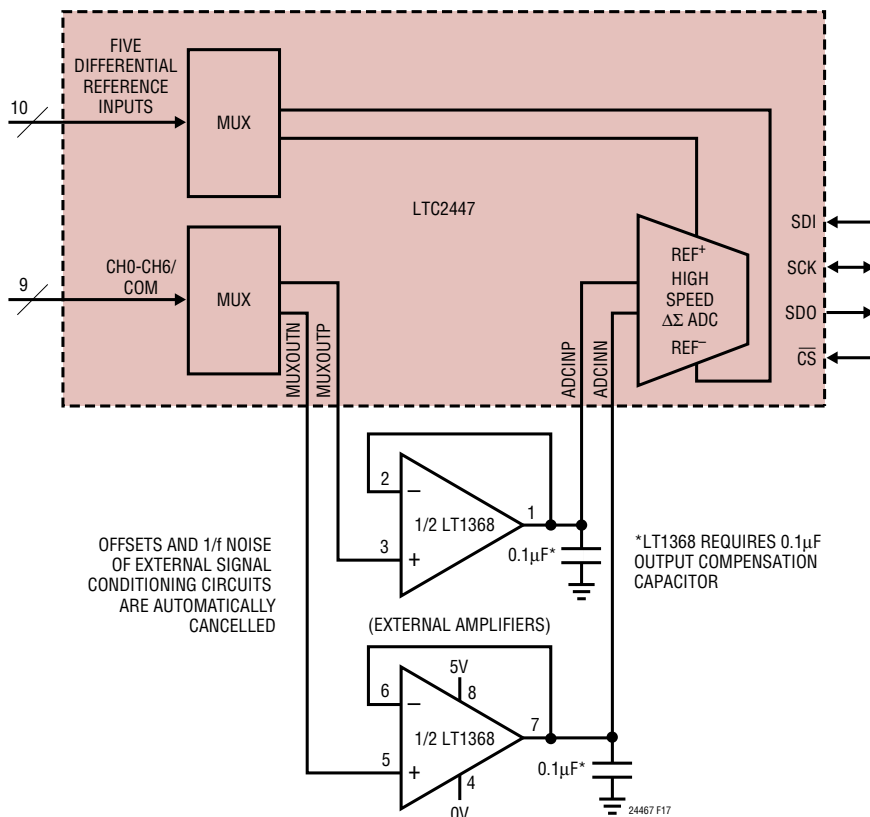 FIVE
DIFFERENTIAL
REFERENCE
INPUTS
10
MUX
LTC2447
CH0-CH6/
COM
9
MUX
MUXOUTN
MUXOUTP
REF+
HIGH
SPEED
ΔΣ ADC
REF–
ADCINP
ADCINN
SDI
SCK
SDO
C̅S̅
2
–
1/2 LT1368
1
3
+
0.1µF*
*LT1368 REQUIRES 0.1µF
OUTPUT COMPENSATION
CAPACITOR
OFFSETS AND 1/f NOISE
OF EXTERNAL SIGNAL
CONDITIONING CIRCUITS
ARE AUTOMATICALLY
CANCELLED
(EXTERNAL AMPLIFIERS)
5V
8
6
–
1/2 LT1368
7
5
+
4
0V
0.1µF*
24467 F17